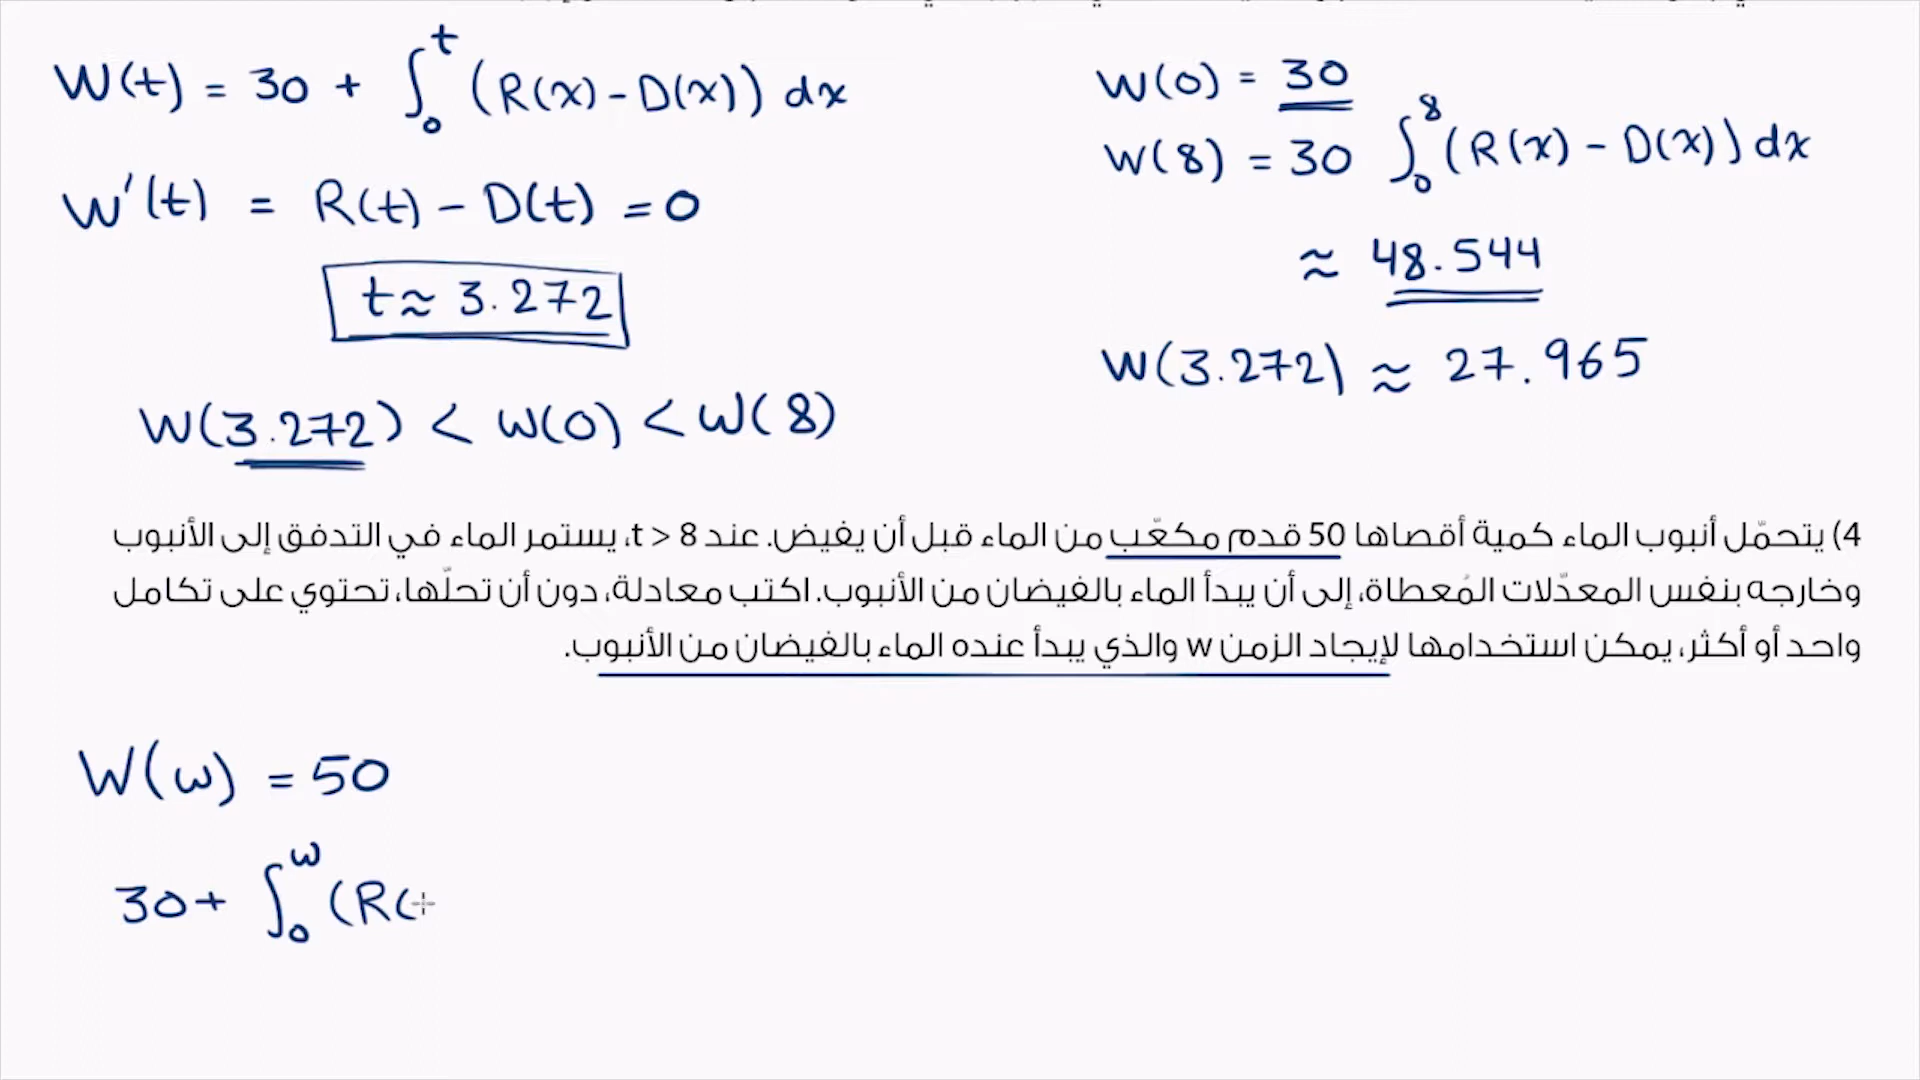 W(t) = 30 + ∫₀ᵗ (R(x) - D(x)) dx
W'(t) = R(t) - D(t) = 0
t ≈ 3.272
W(3.272) < W(0) < W(8)
W(0) = 30
W(8) = 30 ∫₀⁸ (R(x) - D(x)) dx
≈ 48.544
W(3.272) ≈ 27.965
4) يتحمّل أنبوب الماء كمية أقصاها 50 قدم مكعّب من الماء قبل أن يفيض. عند t > 8، يستمر الماء في التدفق إلى الأنبوب
وخارجه بنفس المعدّلات المُعطاة، إلى أن يبدأ الماء بالفيضان من الأنبوب. اكتب معادلة، دون أن تحلّها، تحتوي على تكامل
واحد أو أكثر، يمكن استخدامها لإيجاد الزمن w والذي يبدأ عنده الماء بالفيضان من الأنبوب.
W(w) = 50
30 + ∫₀ʷ (R(